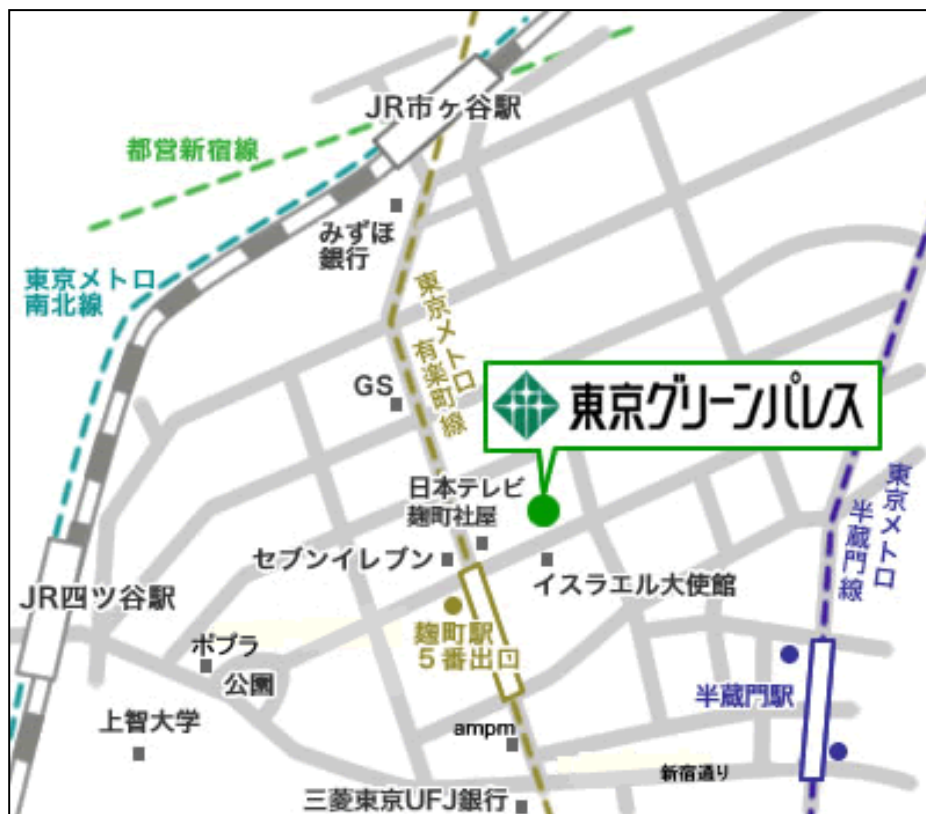 JR市ヶ谷駅
都営新宿線
みずほ
銀行
東京メトロ
南北線
東京メトロ
有楽町線
GS
東京グリーンパレス
日本テレビ
麹町社屋
セブンイレブン
イスラエル大使館
東京メトロ
半蔵門線
JR四ツ谷駅
麹町駅
5番出口
ポプラ
公園
半蔵門駅
上智大学
ampm
新宿通り
三菱東京UFJ銀行